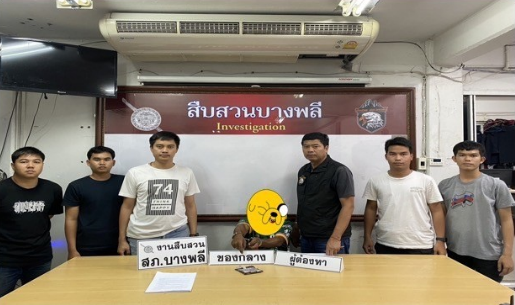 สืบสวนบางพลี
Investigation
74
งานสืบสวน
สภ.บางพลี
ของกลาง
ผู้ต้องหา